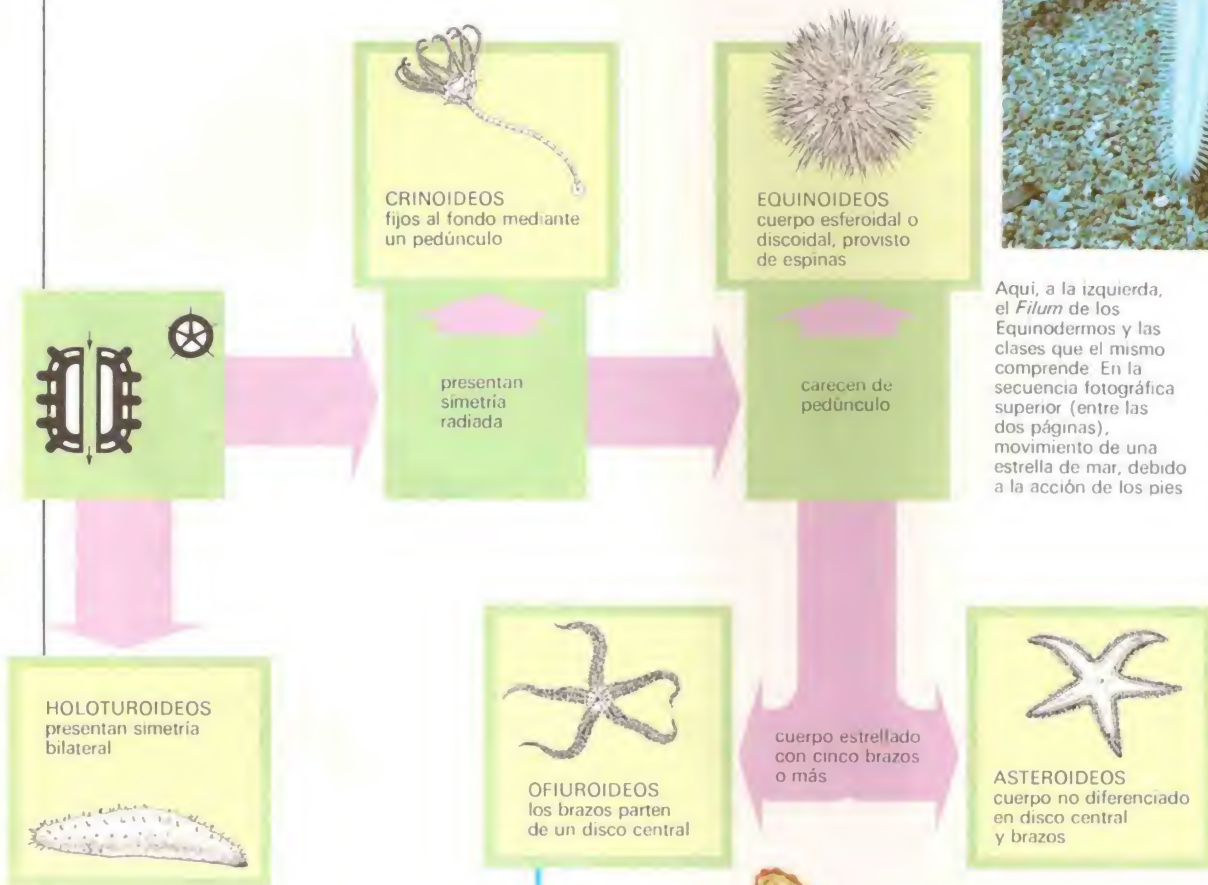 CRINOIDEOS
fijos al fondo mediante
un pedúnculo
EQUINOIDEOS
cuerpo esferoidal o
discoidal, provisto
de espinas
Aqui, a la izquierda,
el Filum de los
Equinodermos y las
clases que el mismo
comprende En la
secuencia fotográfica
superior (entre las
dos páginas),
movimiento de una
estrella de mar, debido
a la acción de los pies
presentan
simetría
radiada
carecen de
pedúnculo
HOLOTUROIDEOS
presentan simetría
bilateral
OFIUROIDEOS
los brazos parten
de un disco central
cuerpo estrellado
con cinco brazos
o más
ASTEROIDEOS
cuerpo no diferenciado
en disco central
y brazos